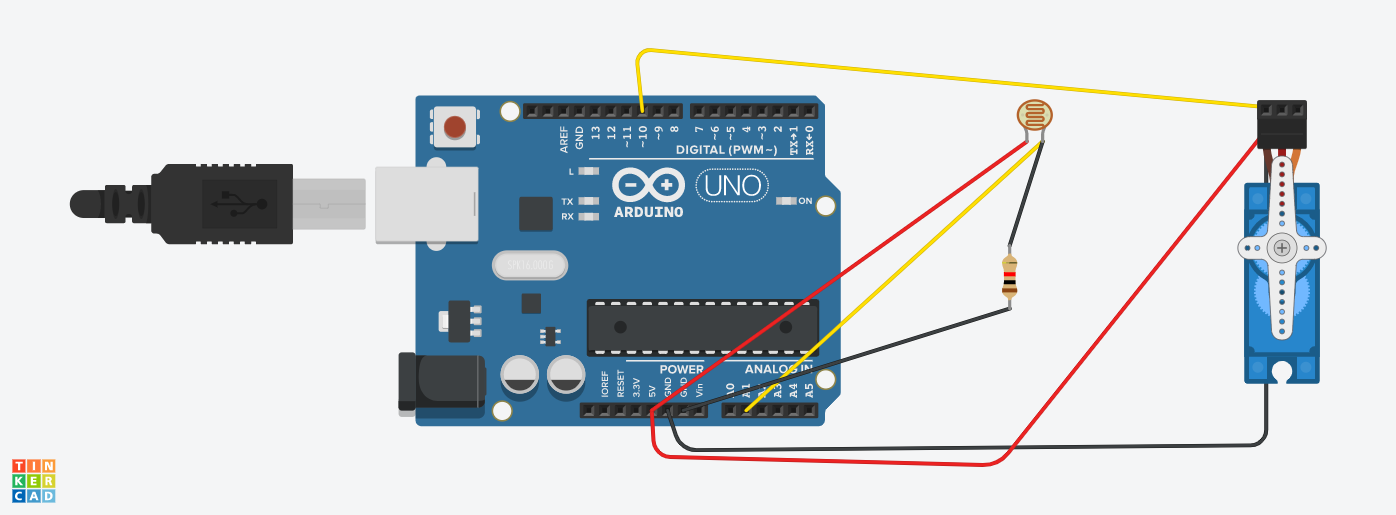 AREF
GND
13
12
~11
~10
~9
8
7
~6
~5
4
~3
2
TX→1
RX←0
DIGITAL (PWM~)
L
TX
RX
ARDUINO
UNO
ON
SPK16.000G
POWER
ANALOG IN
IOREF
RESET
3.3V
5V
GND
GND
Vin
A0
A1
A2
A3
A4
A5
TIN
KER
CAD